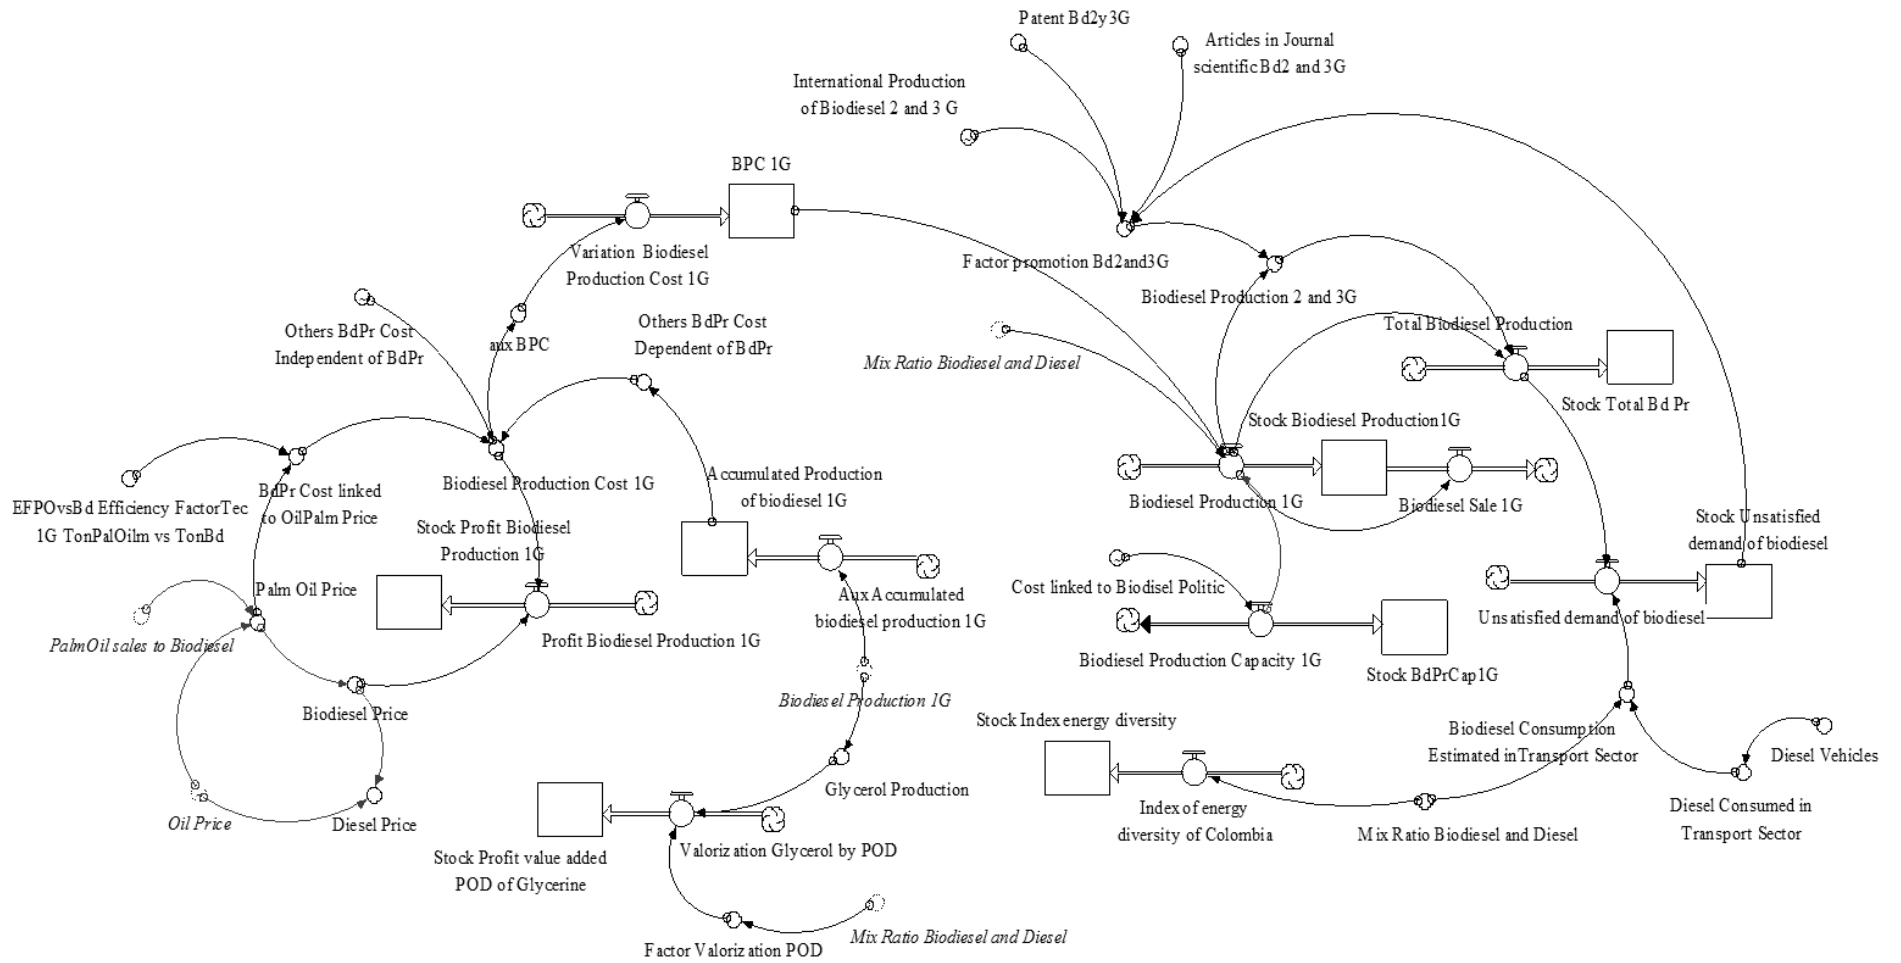 Patent Bd2y3G
Articles in Journal
scientific Bd2 and 3G
International Production
of Biodiesel 2 and 3 G
BPC 1G
Variation Biodiesel
Production Cost 1G
Factor promotion Bd2and3G
Biodiesel Production 2 and 3G
Others BdPr Cost
Independent of BdPr
aux BPC
Others BdPr Cost
Dependent of BdPr
Mix Ratio Biodiesel and Diesel
Total Biodiesel Production
Stock Total Bd Pr
Stock Biodiesel Production1G
EFPOvsBd Efficiency FactorTec
1G TonPalOilm vs TonBd
BdPr Cost linked
to OilPalm Price
Biodiesel Production Cost 1G
Accumulated Production
of biodiesel 1G
Biodiesel Production 1G
Biodiesel Sale 1G
Stock Profit Biodiesel
Production 1G
Stock Unsatisfied
demand of biodiesel
Palm Oil Price
PalmOil sales to Biodiesel
Profit Biodiesel Production 1G
Aux Accumulated
biodiesel production 1G
Cost linked to Biodisel Politic
Unsatisfied demand of biodiesel
Biodiesel Production Capacity 1G
Stock BdPrCap1G
Biodiesel Price
Biodiesel Production 1G
Stock Index energy diversity
Biodiesel Consumption
Estimated in Transport Sector
Diesel Vehicles
Oil Price
Diesel Price
Glycerol Production
Index of energy
diversity of Colombia
Mix Ratio Biodiesel and Diesel
Diesel Consumed in
Transport Sector
Stock Profit value added
POD of Glycerine
Valorization Glycerol by POD
Factor Valorization POD
Mix Ratio Biodiesel and Diesel